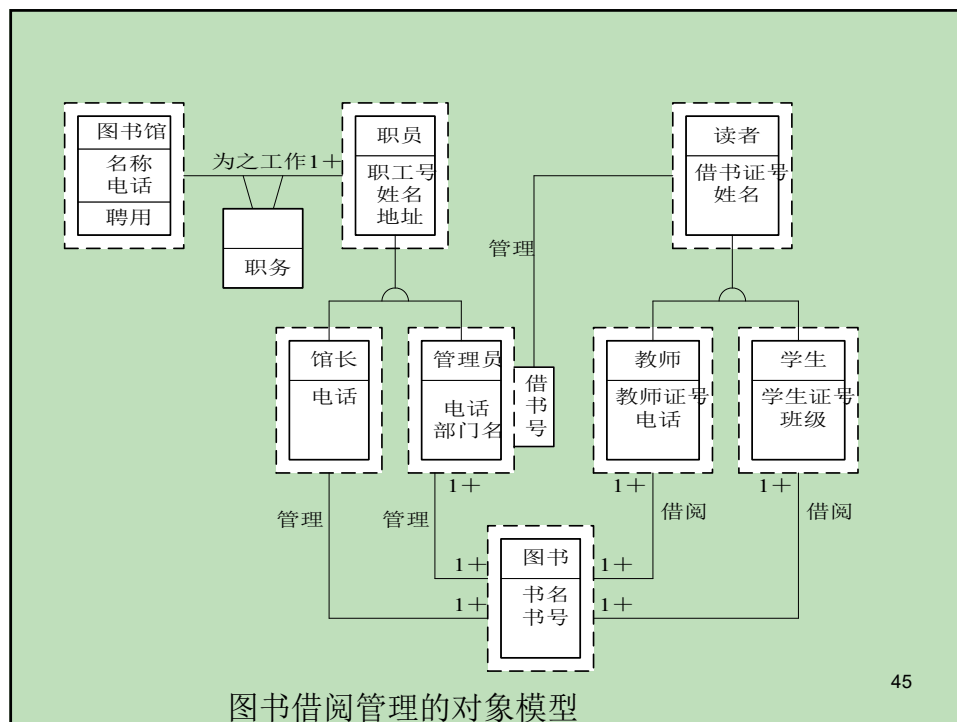 图书馆
名称
电话
聘用
为之工作1+
职务
职员
职工号
姓名
地址
读者
借书证号
姓名
管理
馆长
电话
管理员
电话
部门名
借
书
号
教师
教师证号
电话
学生
学生证号
班级
1+
1+
1+
管理
管理
借阅
借阅
图书
书名
书号
1+
1+
1+
1+
图书借阅管理的对象模型
45